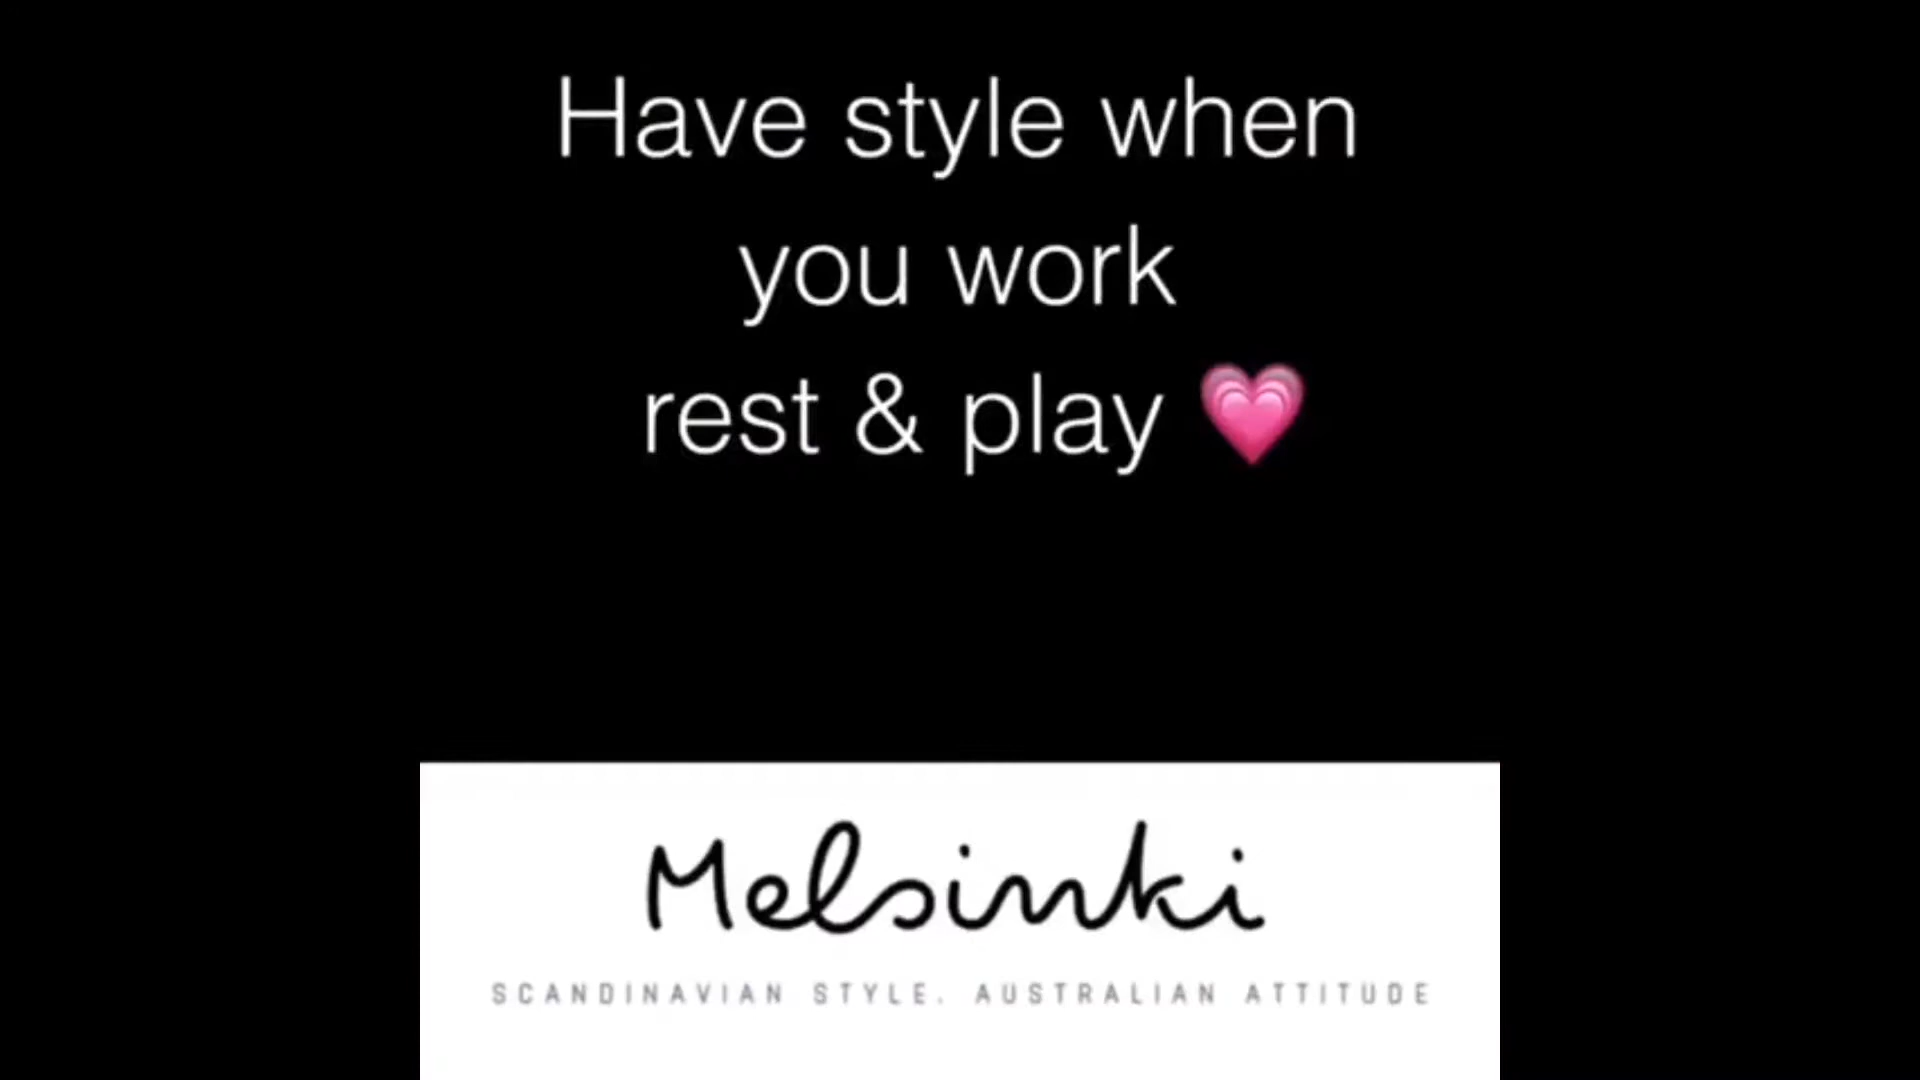 Have style when
you work
rest & play 💗
Melsinki
SCANDINAVIAN STYLE. AUSTRALIAN ATTITUDE